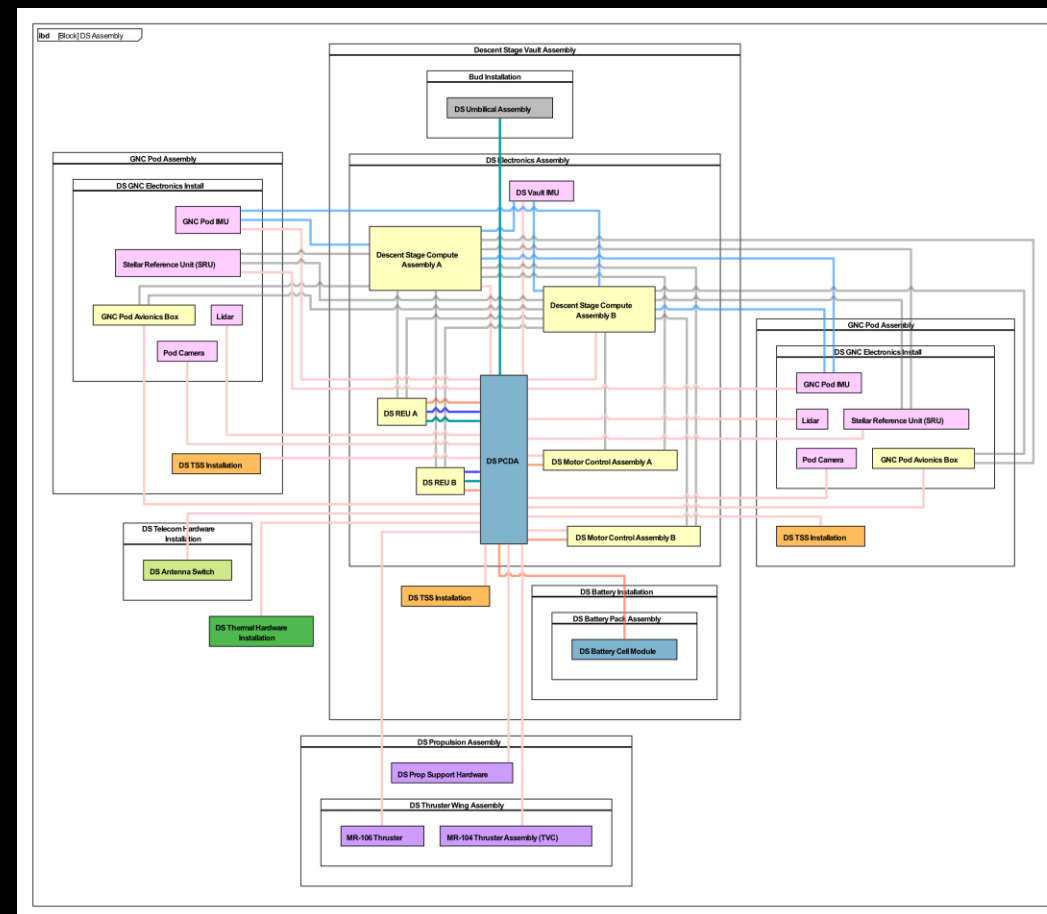 ibd [Block] DS Assembly
Descent Stage Vault Assembly
Bud Installation
DS Umbilical Assembly
GNC Pod Assembly
DS GNC Electronics Install
GNC Pod IMU
Stellar Reference Unit (SRU)
GNC Pod Avionics Box
Lidar
Pod Camera
DS TSS Installation
DS Electronics Assembly
DS Vault IMU
Descent Stage Compute
Assembly A
Descent Stage Compute
Assembly B
DS REU A
DS REU B
DS PCDA
DS Motor Control Assembly A
DS Motor Control Assembly B
GNC Pod Assembly
DS GNC Electronics Install
GNC Pod IMU
Lidar
Stellar Reference Unit (SRU)
Pod Camera
GNC Pod Avionics Box
DS TSS Installation
DS Telecom Hardware
Installation
DS Antenna Switch
DS Thermal Hardware
Installation
DS TSS Installation
DS Battery Installation
DS Battery Pack Assembly
DS Battery Cell Module
DS Propulsion Assembly
DS Prop Support Hardware
DS Thruster Wing Assembly
MR-106 Thruster
MR-104 Thruster Assembly (TVC)